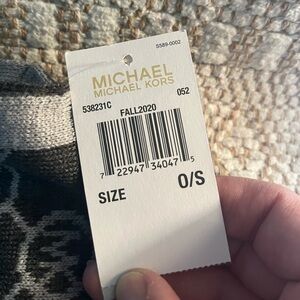 5589-0002
MICHAEL
MICHAEL KORS
538231C 052
FALL2020
7 22947 34047 5
SIZE O/S